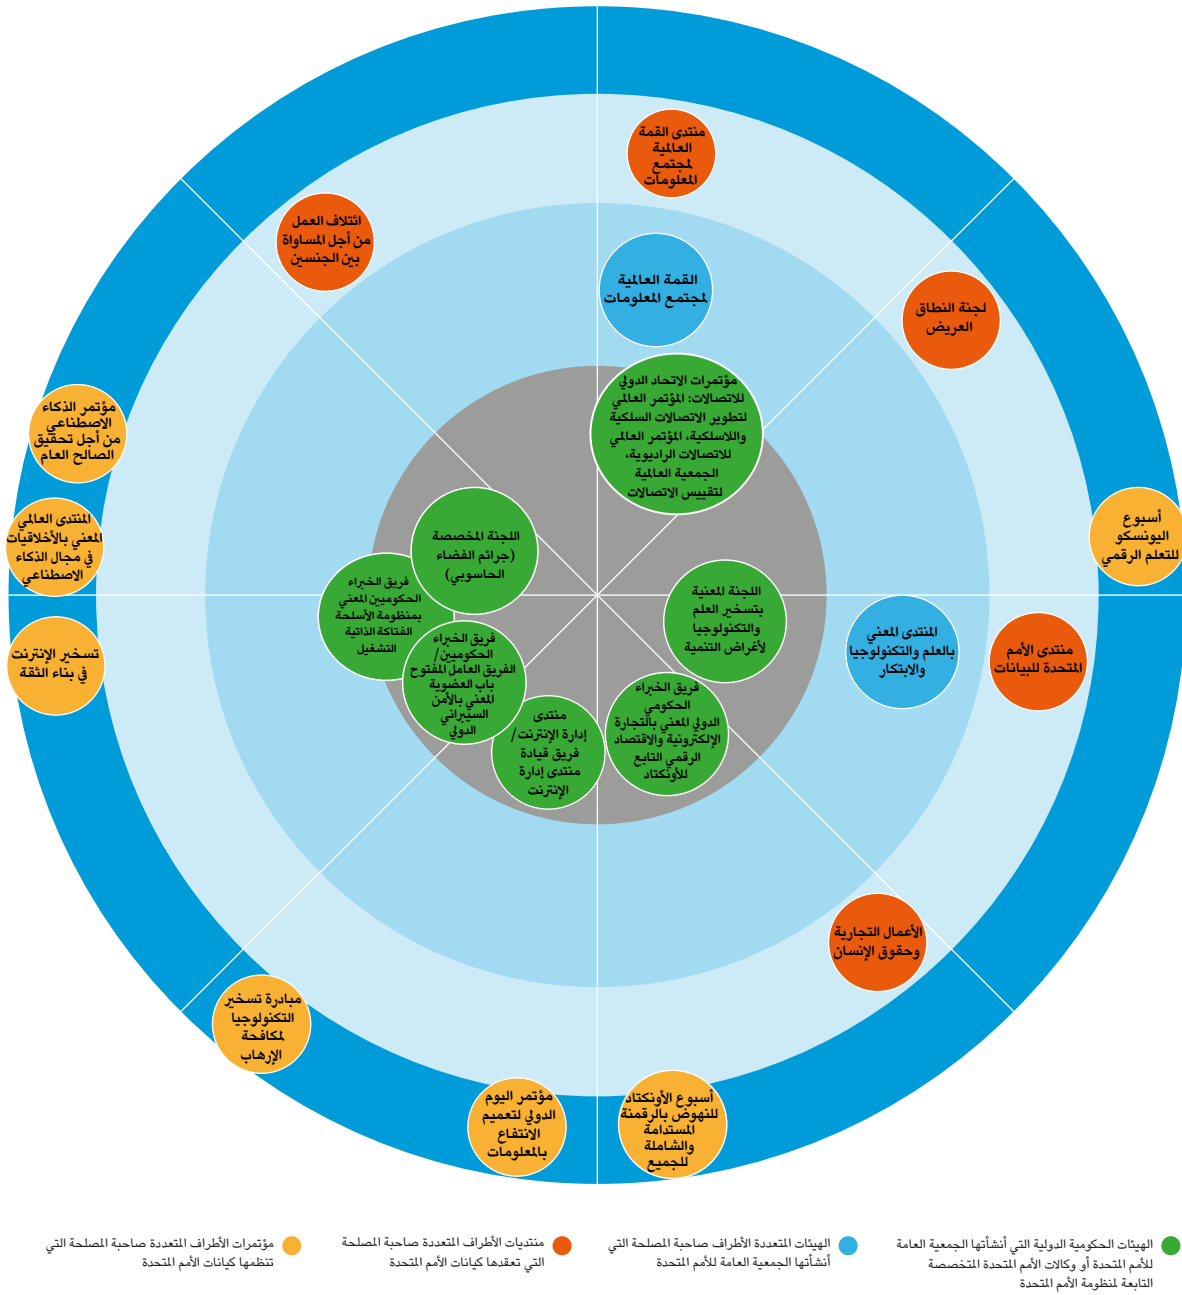 منتدى القمة
العالمية
لمجتمع
المعلومات
ائتلاف العمل
من أجل المساواة
بين الجنسين
القمة العالمية
لمجتمع المعلومات
لجنة النطاق
العريض
مؤتمرات الاتحاد الدولي
للاتصالات: المؤتمر العالمي
لتطوير الاتصالات السلكية
واللاسلكية، المؤتمر العالمي
للاتصالات الراديوية،
الجمعية العالمية
لتقييس الاتصالات
مؤتمر الذكاء
الاصطناعي
من أجل تحقيق
الصالح العام
أسبوع
اليونسكو
للتعلم الرقمي
المنتدى العالمي
المعني بالأخلاقيات
في مجال الذكاء
الاصطناعي
اللجنة المخصصة
(جرائم الفضاء
الحاسوبي)
اللجنة المعنية
بتسخير العلم
والتكنولوجيا
لأغراض التنمية
فريق الخبراء
الحكوميين المعني
بمنظومة الأسلحة
الفتاكة الذاتية
التشغيل
المنتدى المعني
بالعلم والتكنولوجيا
والابتكار
منتدى الأمم
المتحدة للبيانات
تسخير الإنترنت
في بناء الثقة
فريق الخبراء
الحكوميين/
الفريق العامل المفتوح
باب العضوية
المعني بالأمن
السيبراني
الدولي
فريق الخبراء
الحكومي
الدولي المعني بالتجارة
الإلكترونية والاقتصاد
الرقمي التابع
للأونكتاد
منتدى
إدارة الإنترنت/
فريق قيادة
منتدى إدارة
الإنترنت
الأعمال التجارية
وحقوق الإنسان
مبادرة تسخير
التكنولوجيا
لمكافحة
الإرهاب
أسبوع الأونكتاد
للنهوض بالرقمنة
المستدامة
والشاملة
للجميع
مؤتمر اليوم
الدولي لتعميم
الانتفاع
بالمعلومات
الهيئات الحكومية الدولية التي أنشأتها الجمعية العامة
للأمم المتحدة أو وكالات الأمم المتحدة المتخصصة
التابعة لمنظومة الأمم المتحدة
الهيئات المتعددة الأطراف صاحبة المصلحة التي
أنشأتها الجمعية العامة للأمم المتحدة
منتديات الأطراف المتعددة صاحبة المصلحة
التي تعقدها كيانات الأمم المتحدة
مؤتمرات الأطراف المتعددة صاحبة المصلحة التي
تنظمها كيانات الأمم المتحدة